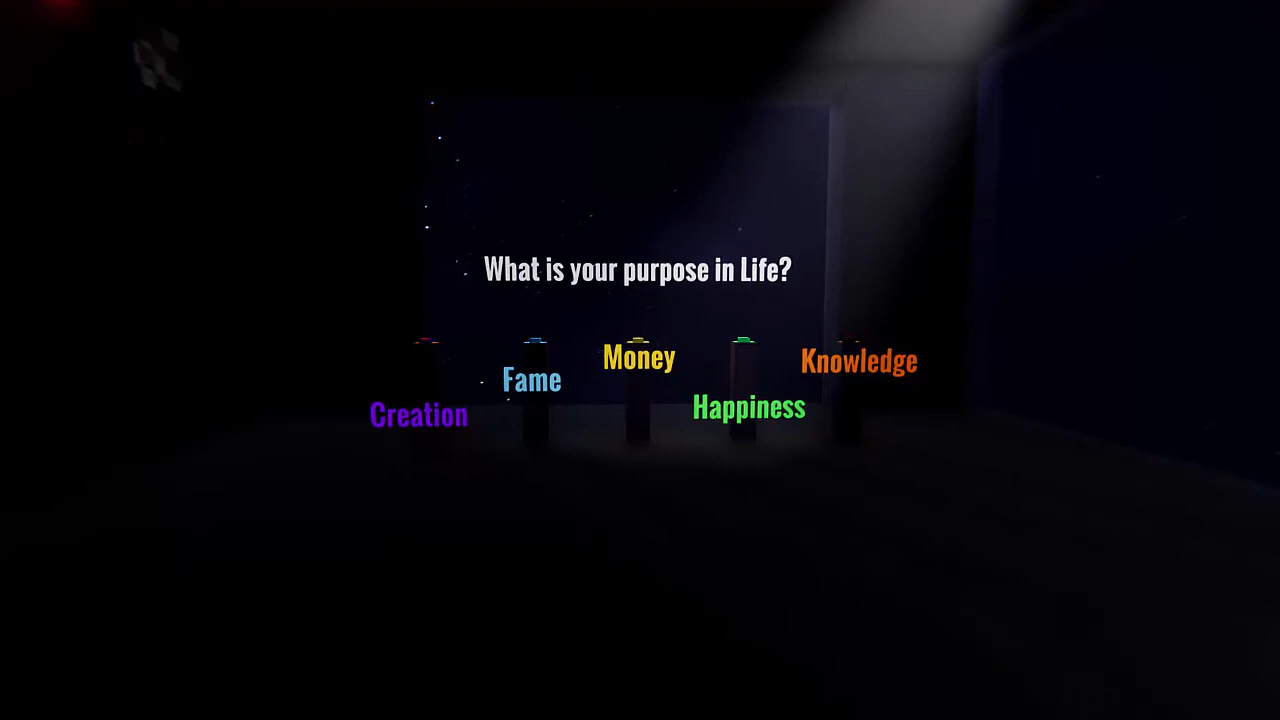 What is your purpose in Life?
Creation
Fame
Money
Happiness
Knowledge